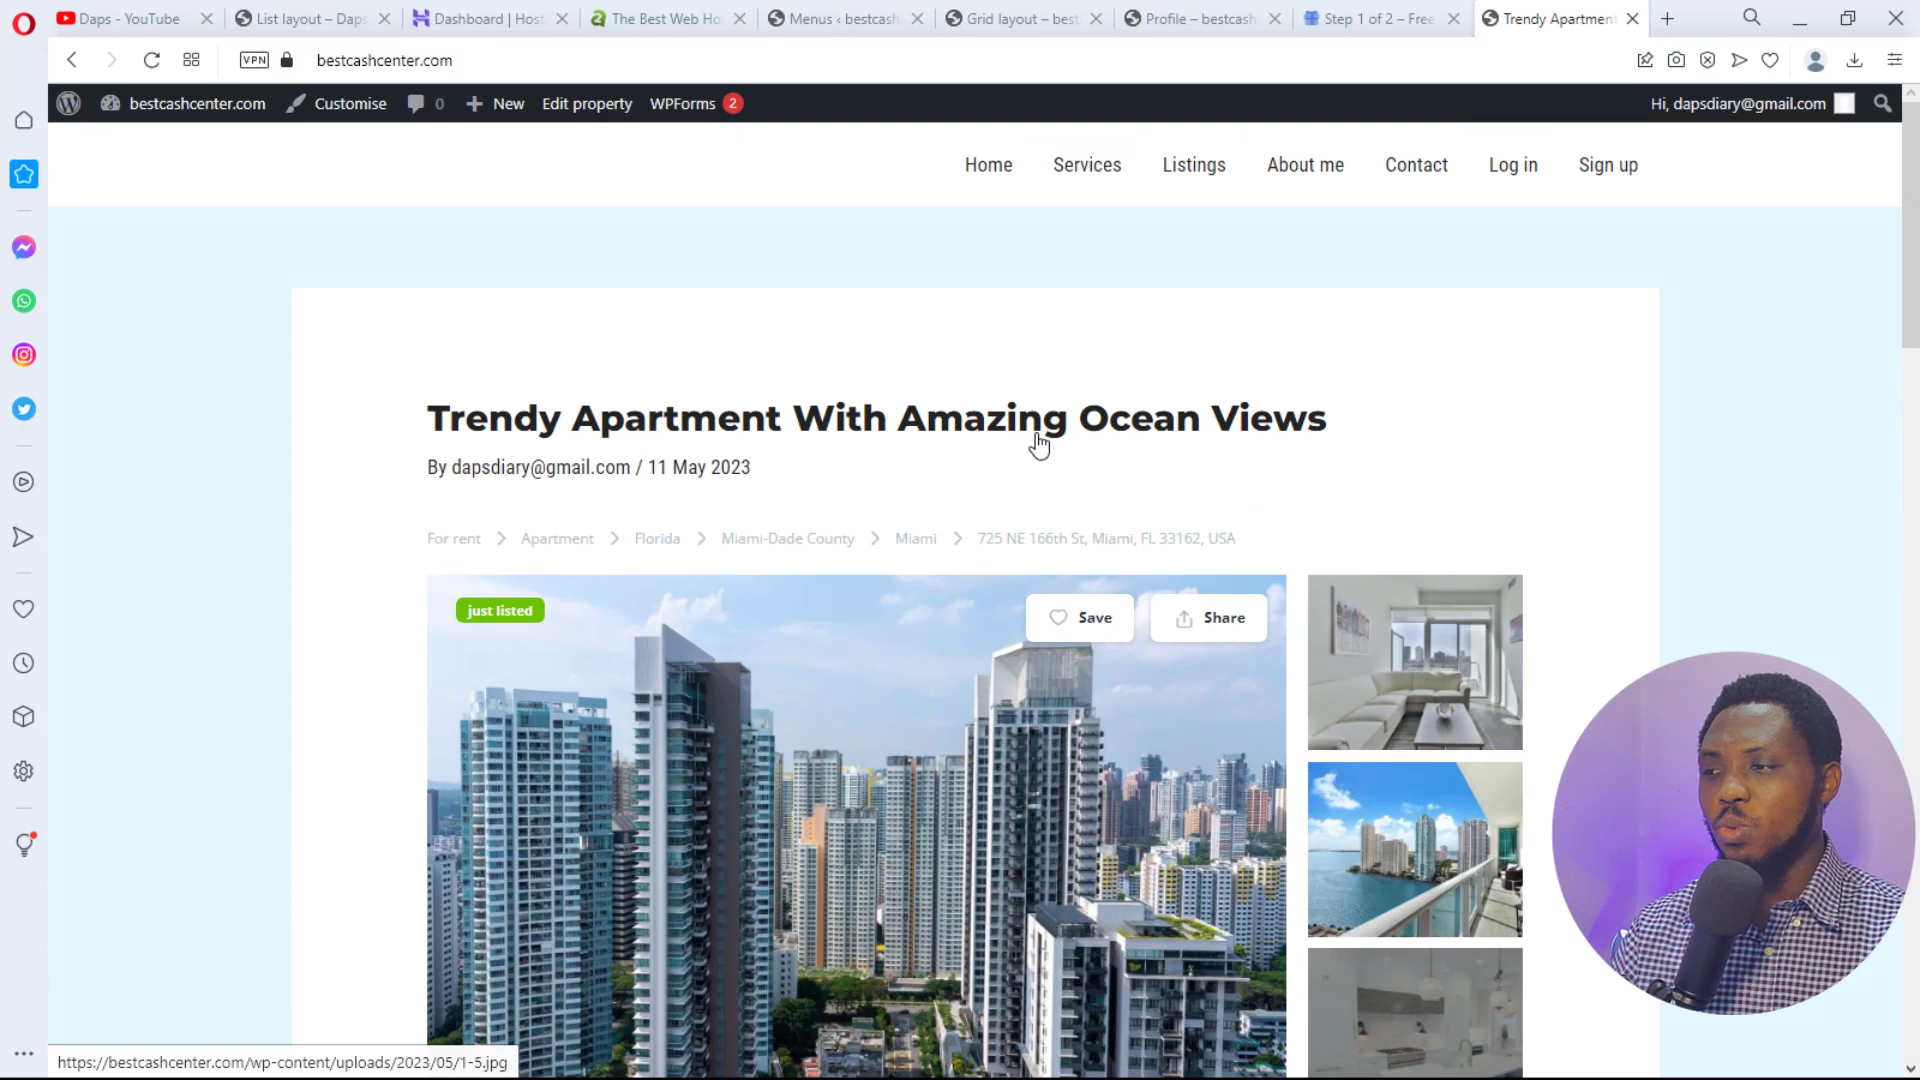 Daps - YouTube
List layout – Daps
Dashboard | Host
The Best Web Ho
Menus ‹ bestcash
Grid layout – best
Profile – bestcash
Step 1 of 2 – Free
Trendy Apartment
VPN
bestcashcenter.com
bestcashcenter.com
Customise
0
New
Edit property
WPForms
2
Hi, dapsdiary@gmail.com
Home
Services
Listings
About me
Contact
Log in
Sign up
Trendy Apartment With Amazing Ocean Views
By dapsdiary@gmail.com / 11 May 2023
For rent
Apartment
Florida
Miami-Dade County
Miami
725 NE 166th St, Miami, FL 33162, USA
just listed
Save
Share
https://bestcashcenter.com/wp-content/uploads/2023/05/1-5.jpg